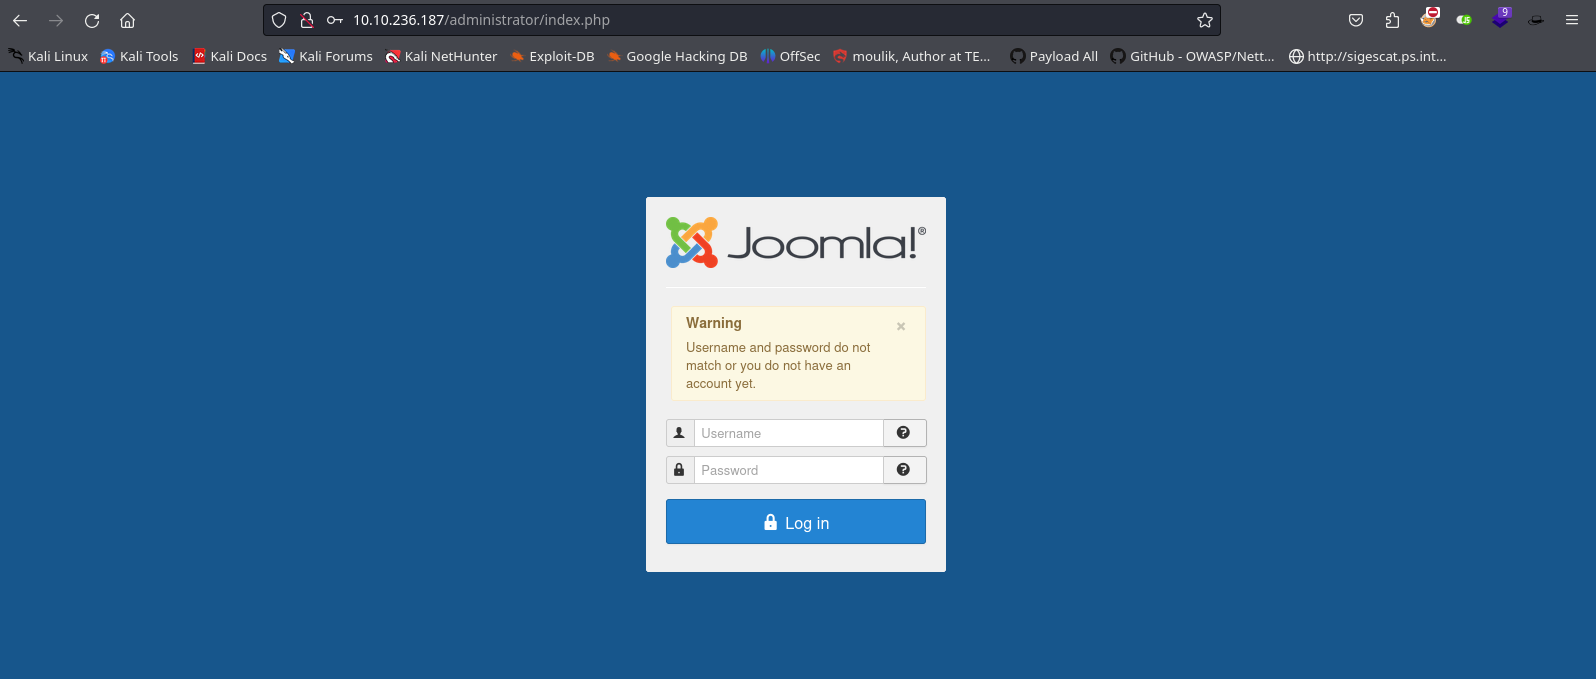 10.10.236.187/administrator/index.php
9
Kali Linux Kali Tools Kali Docs Kali Forums Kali NetHunter Exploit-DB Google Hacking DB OffSec moulik, Author at TE... Payload All GitHub - OWASP/Nett... http://sigescat.ps.int...
Joomla!®
Warning
Username and password do not
match or you do not have an
account yet.
Username
Password
Log in